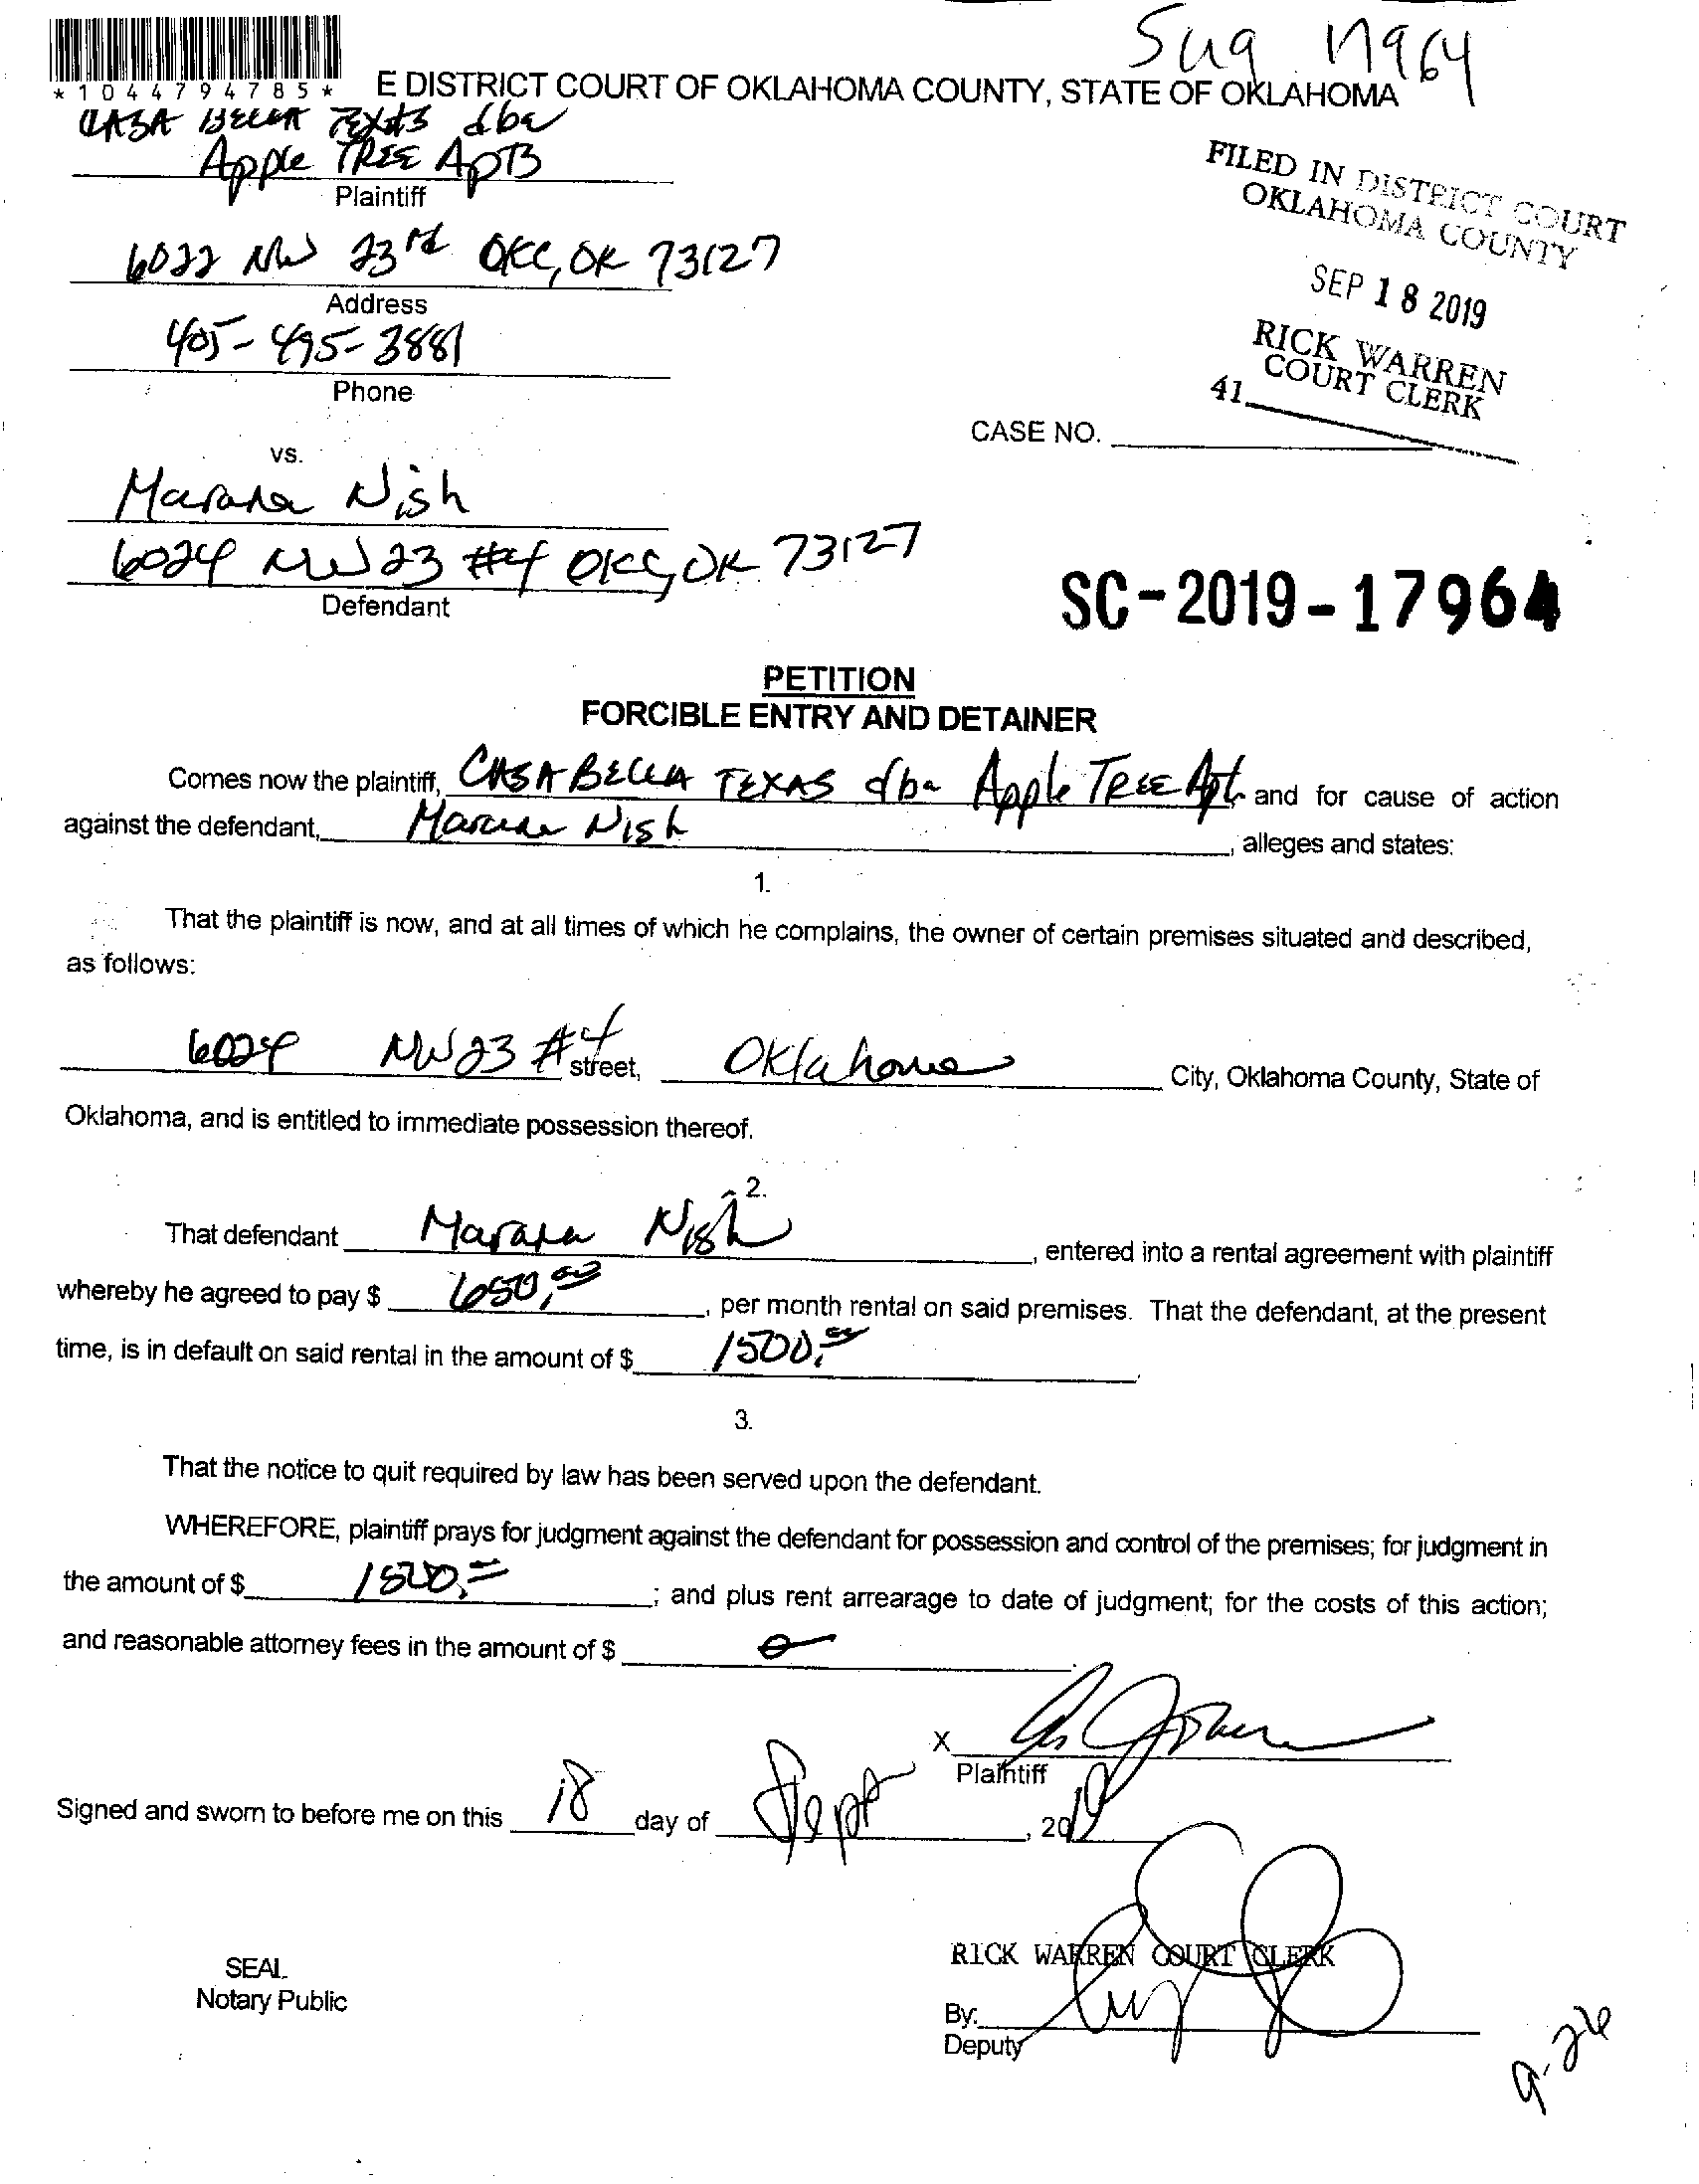 17964
*1044794785*
E DISTRICT COURT OF OKLAHOMA COUNTY, STATE OF OKLAHOMA
CASA BELLA TEXAS dba
Apple TREE Apts
Plaintiff
6022 NW 23rd OKC, OK 73127
Address
405-495-3881
Phone
FILED IN DISTRICT COURT
OKLAHOMA COUNTY
SEP 18 2019
RICK WARREN
COURT CLERK
41
CASE NO.
vs.
Nish
6024 NW 23 #4 OKC, OK 73127
Defendant
SC-2019-17964
PETITION
FORCIBLE ENTRY AND DETAINER
Comes now the plaintiff, CASA BELLA TEXAS dba Apple TREE Apt. and for cause of action
against the defendant, Nish, alleges and states:
1.
That the plaintiff is now, and at all times of which he complains, the owner of certain premises situated and described,
as follows:
6024 NW 23 #4 street, Oklahoma City, Oklahoma County, State of
Oklahoma, and is entitled to immediate possession thereof.
2.
That defendant Nish, entered into a rental agreement with plaintiff
whereby he agreed to pay $ 650.00, per month rental on said premises. That the defendant, at the present
time, is in default on said rental in the amount of $ 1500.00.
3.
That the notice to quit required by law has been served upon the defendant.
WHEREFORE, plaintiff prays for judgment against the defendant for possession and control of the premises; for judgment in
the amount of $ 1500.=; and plus rent arrearage to date of judgment; for the costs of this action;
and reasonable attorney fees in the amount of $ 0.
X
Plaintiff
Signed and sworn to before me on this 18 day of Sept, 2019
RICK WARREN COURT CLERK
SEAL
Notary Public
By:
Deputy
9-26